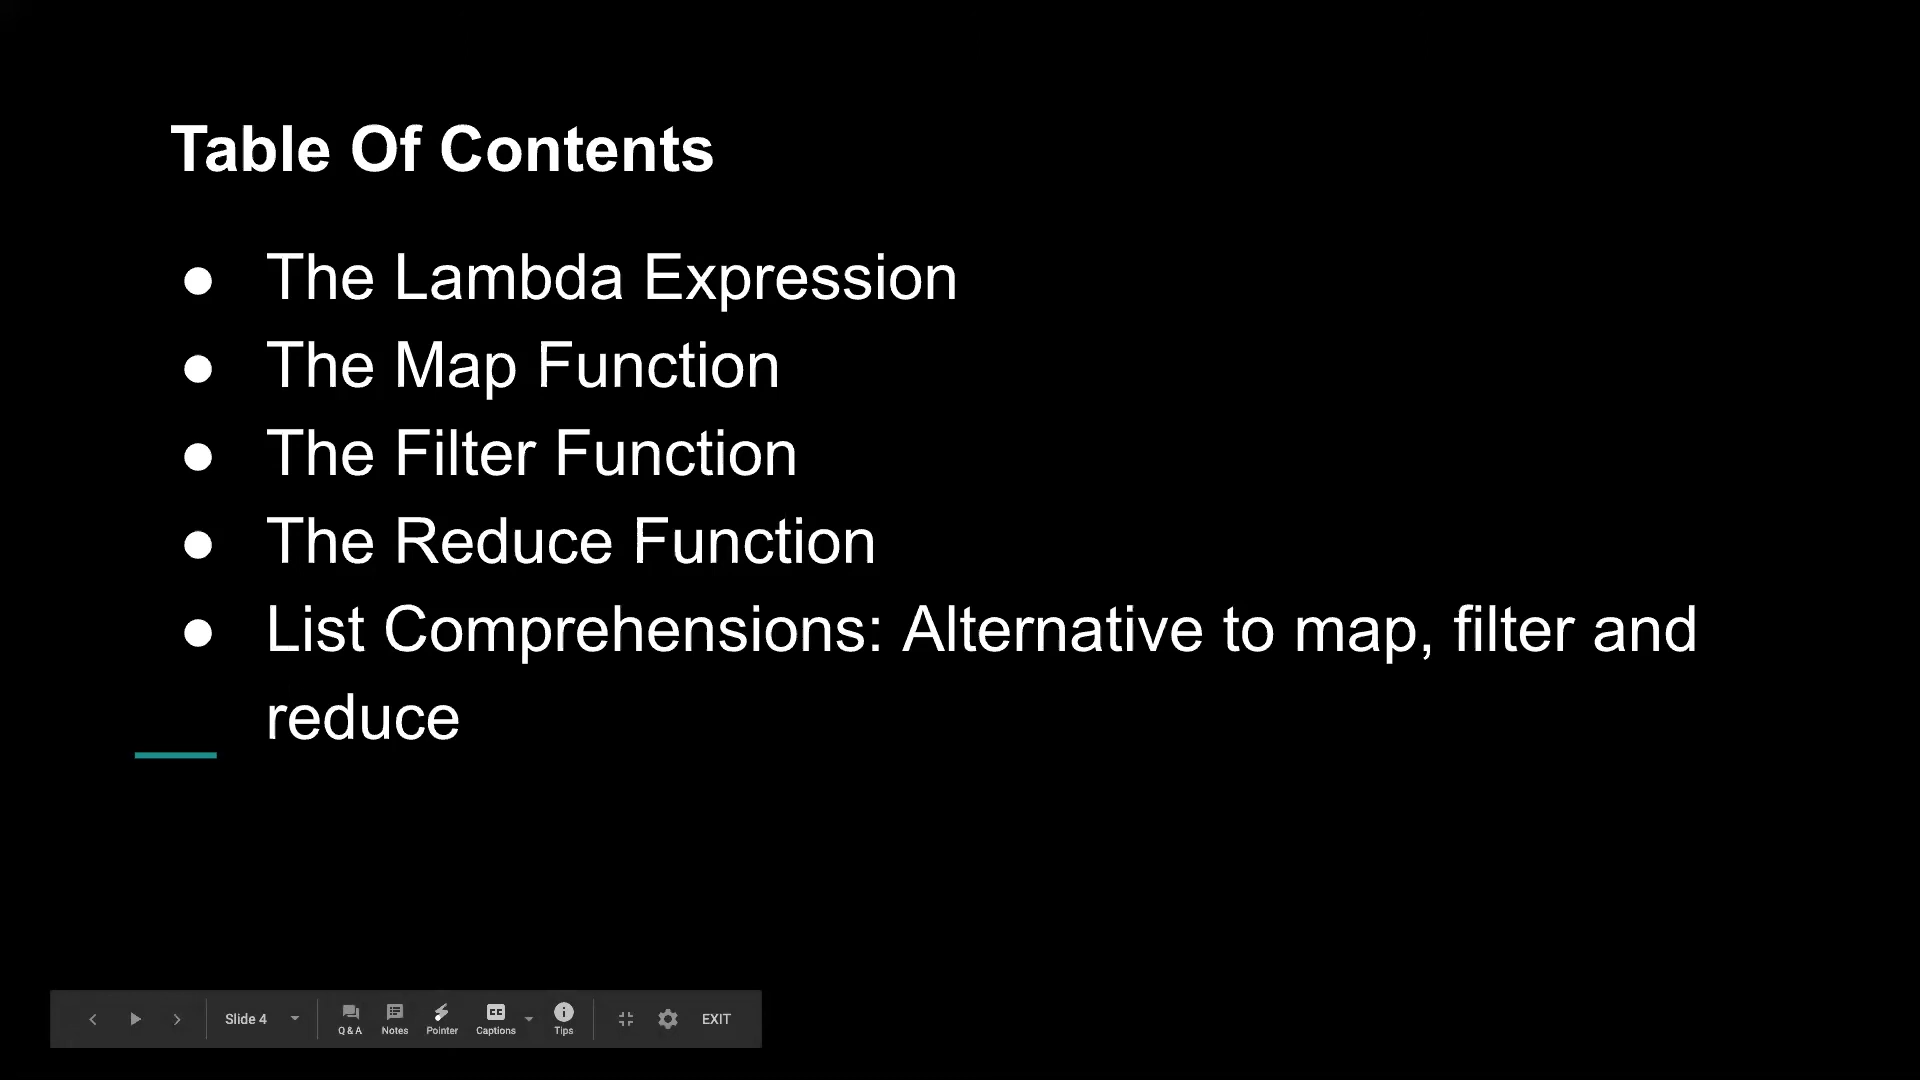 Table Of Contents
● The Lambda Expression
● The Map Function
● The Filter Function
● The Reduce Function
● List Comprehensions: Alternative to map, filter and
reduce
Slide 4
Q & A
Notes
Pointer
Captions
Tips
EXIT